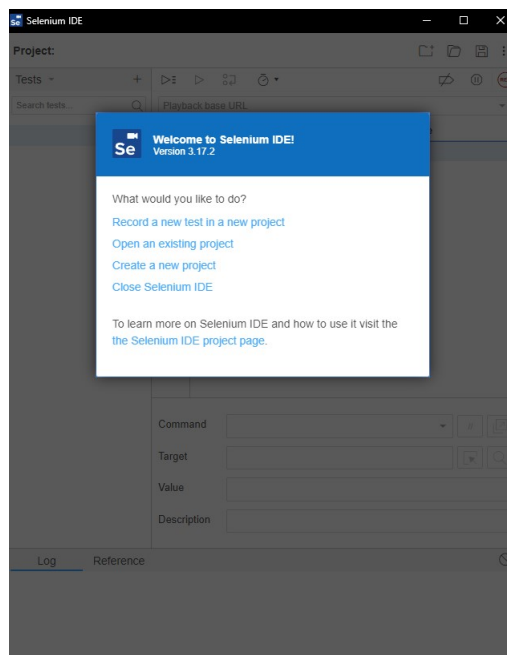 Se Selenium IDE
Project:
Tests
Search tests...
Playback base URL
Se
Welcome to Selenium IDE!
Version 3.17.2
What would you like to do?
Record a new test in a new project
Open an existing project
Create a new project
Close Selenium IDE
To learn more on Selenium IDE and how to use it visit the
the Selenium IDE project page.
Command
Target
Value
Description
Log Reference